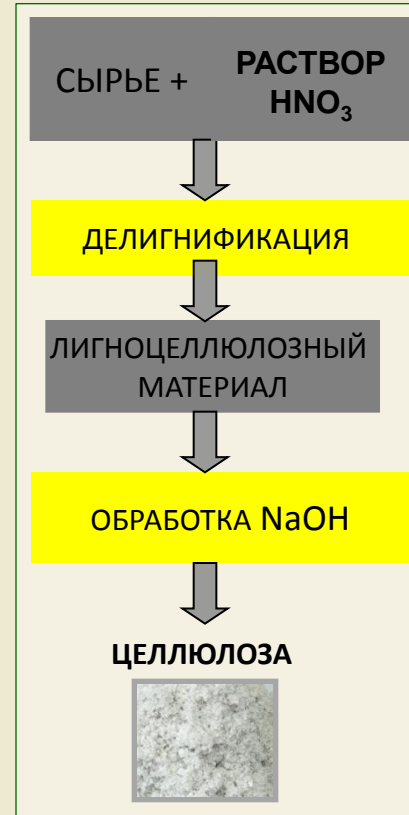 СЫРЬЕ + РАСТВОР
HNO₃
ДЕЛИГНИФИКАЦИЯ
ЛИГНОЦЕЛЛЮЛОЗНЫЙ
МАТЕРИАЛ
ОБРАБОТКА NaOH
ЦЕЛЛЮЛОЗА